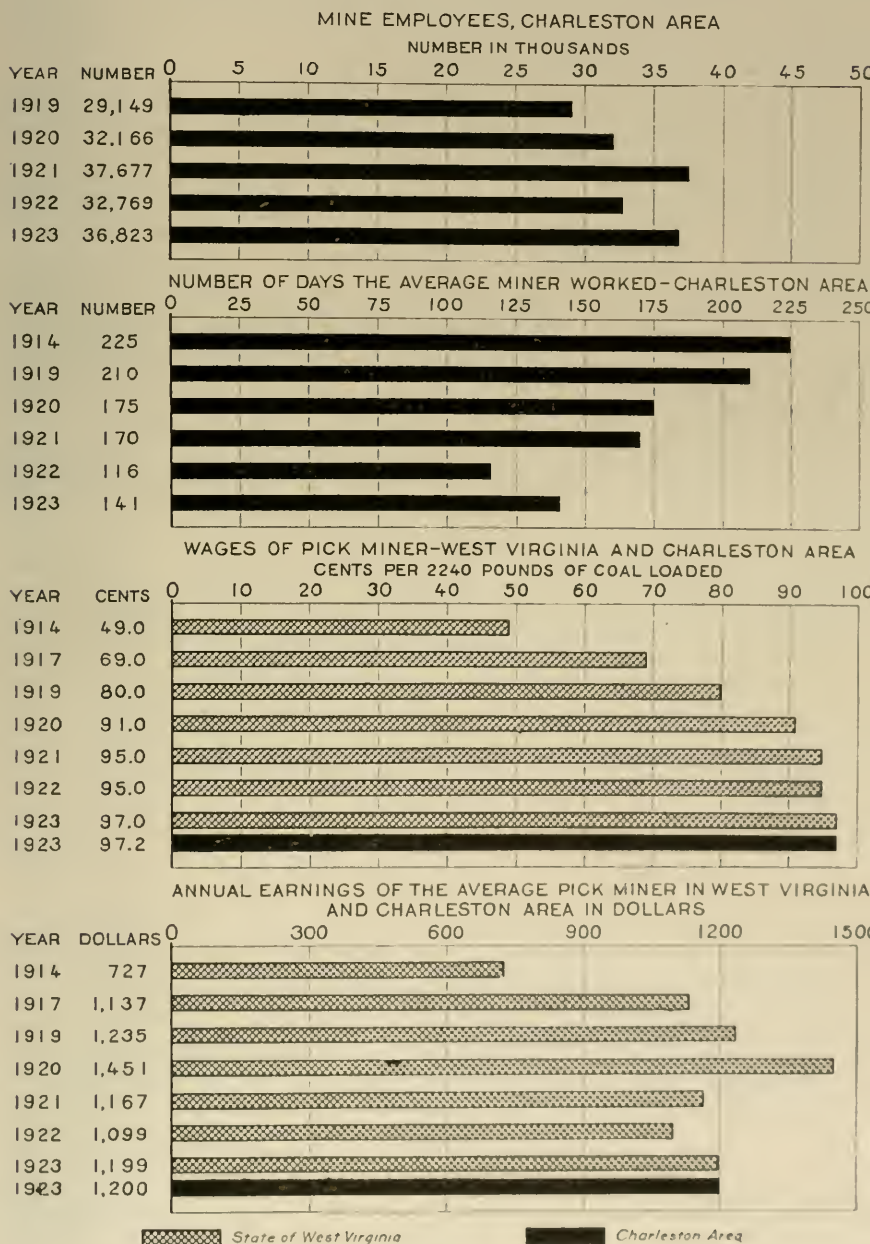 MINE EMPLOYEES, CHARLESTON AREA
NUMBER IN THOUSANDS
YEAR NUMBER 0 5 10 15 20 25 30 35 40 45 50
1919 29,149
1920 32.166
1921 37.677
1922 32,769
1923 36,823
NUMBER OF DAYS THE AVERAGE MINER WORKED-CHARLESTON AREA
YEAR NUMBER 0 25 50 75 100 125 150 175 200 225 250
1914 225
1919 210
1920 175
1921 170
1922 116
1923 141
WAGES OF PICK MINER-WEST VIRGINIA AND CHARLESTON AREA
CENTS PER 2240 POUNDS OF COAL LOADED
YEAR CENTS 0 10 20 30 40 50 60 70 80 90 100
1914 49.0
1917 69.0
1919 80.0
1920 91.0
1921 95.0
1922 95.0
1923 97.0
1923 97.2
ANNUAL EARNINGS OF THE AVERAGE PICK MINER IN WEST VIRGINIA
AND CHARLESTON AREA IN DOLLARS
YEAR DOLLARS 0 300 600 900 1200 1500
1914 727
1917 1,137
1919 1,235
1920 1,451
1921 1,167
1922 1,099
1923 1,199
1923 1,200
State of West Virginia Charleston Area